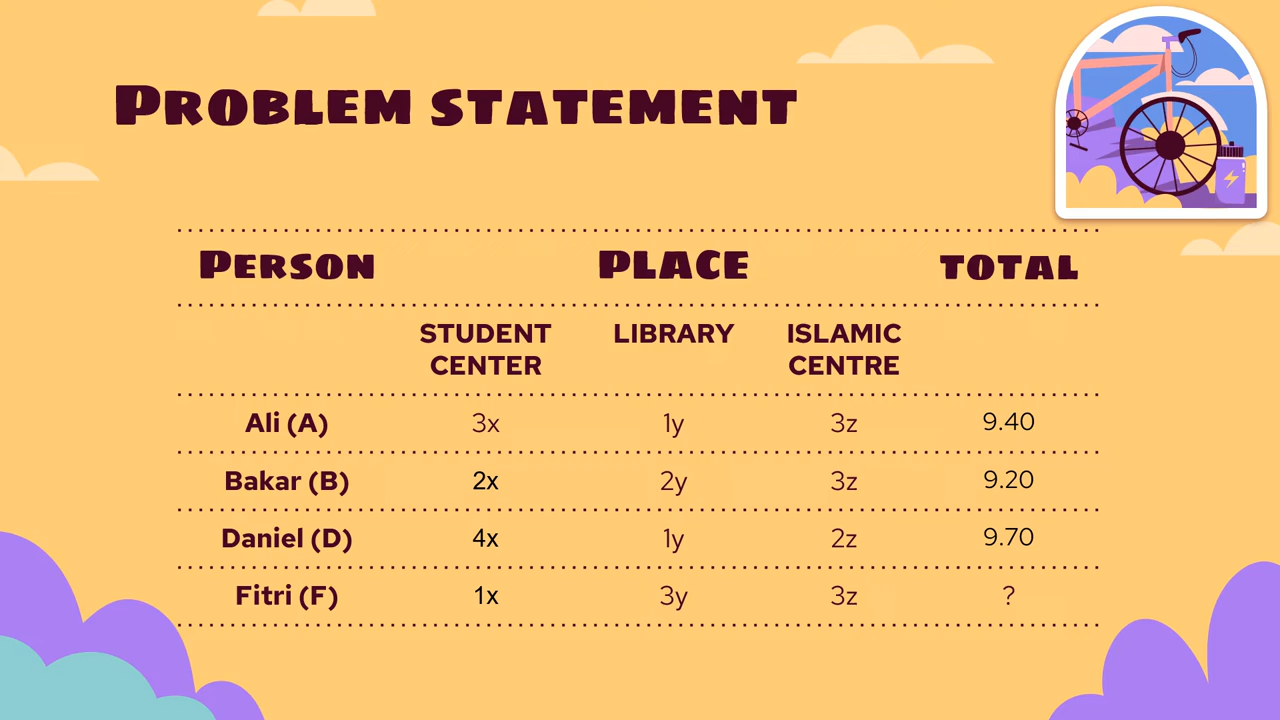 PROBLEM STATEMENT
PERSON PLACE TOTAL
STUDENT CENTER LIBRARY ISLAMIC CENTRE
Ali (A) 3x 1y 3z 9.40
Bakar (B) 2x 2y 3z 9.20
Daniel (D) 4x 1y 2z 9.70
Fitri (F) 1x 3y 3z ?